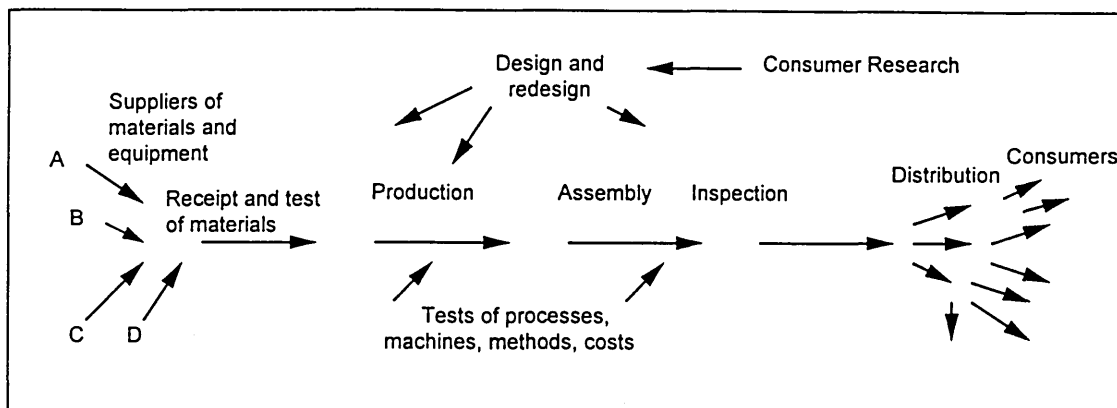 Design and
redesign
Consumer Research
Suppliers of
materials and
equipment
A
B
C
D
Receipt and test
of materials
Production
Assembly
Inspection
Distribution
Consumers
Tests of processes,
machines, methods, costs